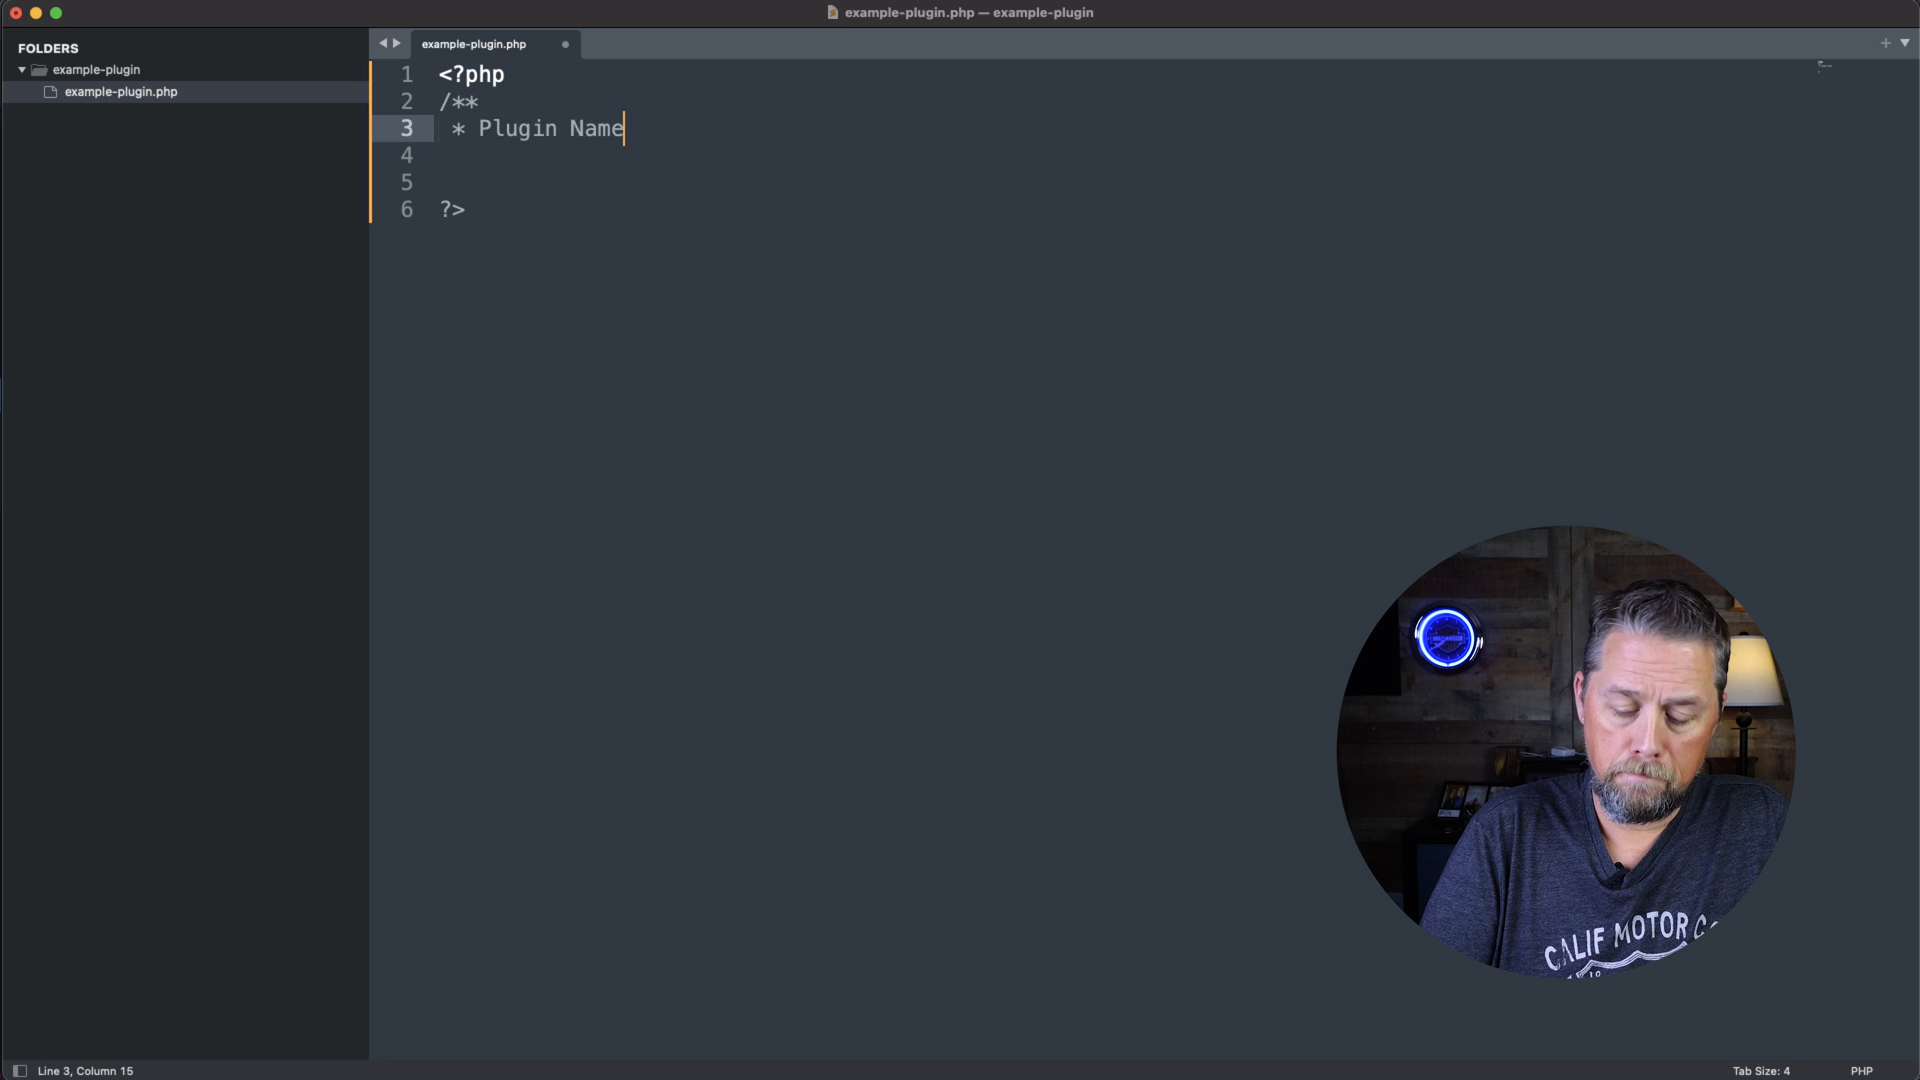 example-plugin.php — example-plugin
FOLDERS
example-plugin
example-plugin.php
example-plugin.php
1 <?php
2 /**
3  * Plugin Name
4
5
6 ?>
CALIF MOTOR C
Line 3, Column 15
Tab Size: 4
PHP